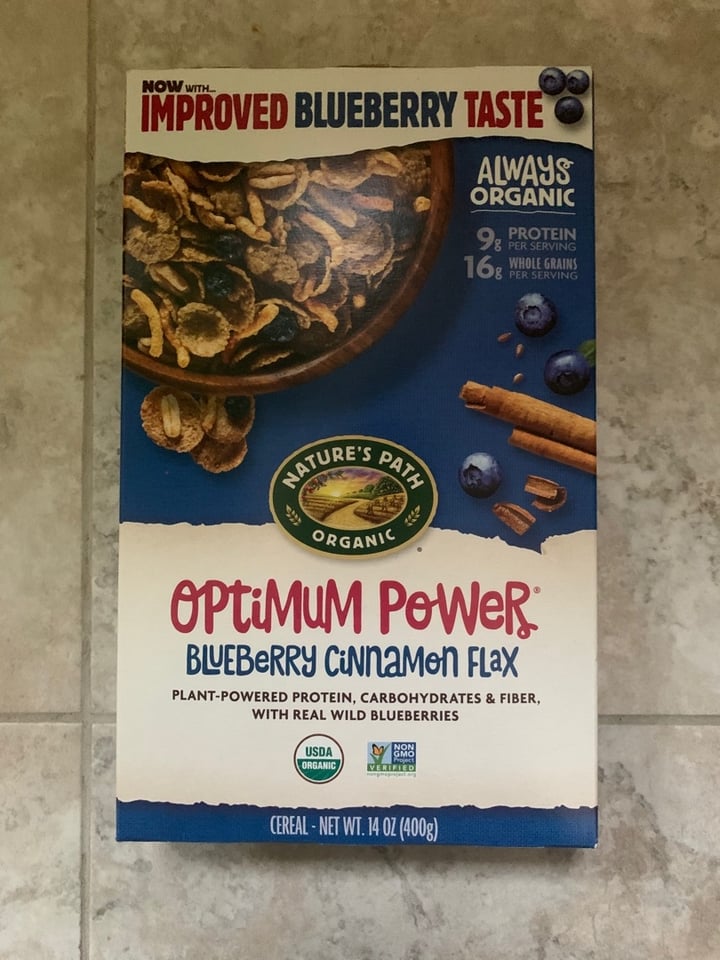 NOW WITH...
IMPROVED BLUEBERRY TASTE
ALWAYS
ORGANIC
9g PROTEIN
PER SERVING
16g WHOLE GRAINS
PER SERVING
NATURE'S PATH
ORGANIC
OPTiMUM PoWeR®
BLUEBeRRY CiNNaMoN FLaX
PLANT-POWERED PROTEIN, CARBOHYDRATES & FIBER,
WITH REAL WILD BLUEBERRIES
USDA
ORGANIC
NON
GMO
Project
VERIFIED
nongmoproject.org
CEREAL - NET WT. 14 OZ (400g)